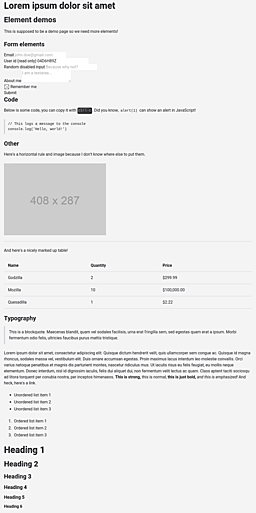 Lorem ipsum dolor sit amet
Element demos
This is supposed to be a demo page so we need more elements!
Form elements
Email
User id (read only)
Random disabled input Because why not?
I am a textarea...
About me
Remember me
Submit
Code
Below is some code, you can copy it with Did you know, alert(1) can show an alert in JavaScript!
// This logs a message to the console
console.log('Hello, world!');
Other
Here's a horizontal rule and image because I don't know where else to put them.
408 x 287
And here's a nicely marked up table!
Name Quantity Price
Godzilla 2 $299.99
Mozilla 10 $100,000.00
Quesadilla 1 $2.22
Typography
This is a blockquote. Maecenas blandit, quam vel sodales facilisis, urna erat fringilla sem, sed egestas quam erat a ipsum. Morbi
fermentum odio felis, ultricies faucibus purus mattis tristique.
Lorem ipsum dolor sit amet, consectetur adipiscing elit. Quisque dictum hendrerit velit, quis ullamcorper sem congue ac. Quisque id magna
rhoncus, sodales massa vel, vestibulum elit. Duis ornare accumsan egestas. Proin maximus lacus interdum leo molestie convallis. Orci
varius natoque penatibus et magnis dis parturient montes, nascetur ridiculus mus. Ut iaculis risus eu felis feugiat, eu mollis neque
elementum. Donec interdum, nisl id dignissim iaculis, felis dui aliquet dui, non fermentum velit lectus ac quam. Class aptent taciti sociosqu
ad litora torquent per conubia nostra, per inceptos himenaeos. This is strong, this is normal, this is just bold, and this is emphasized! And
heck, here's a link.
Unordered list item 1
Unordered list item 2
Unordered list item 3
1. Ordered list item 1
2. Ordered list item 2
3. Ordered list item 3
Heading 1
Heading 2
Heading 3
Heading 4
Heading 5
Heading 6